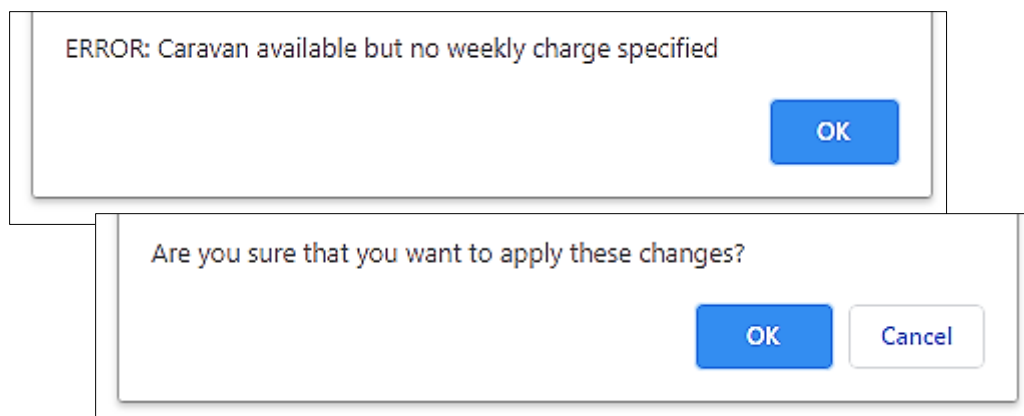 ERROR: Caravan available but no weekly charge specified
OK
Are you sure that you want to apply these changes?
OK Cancel